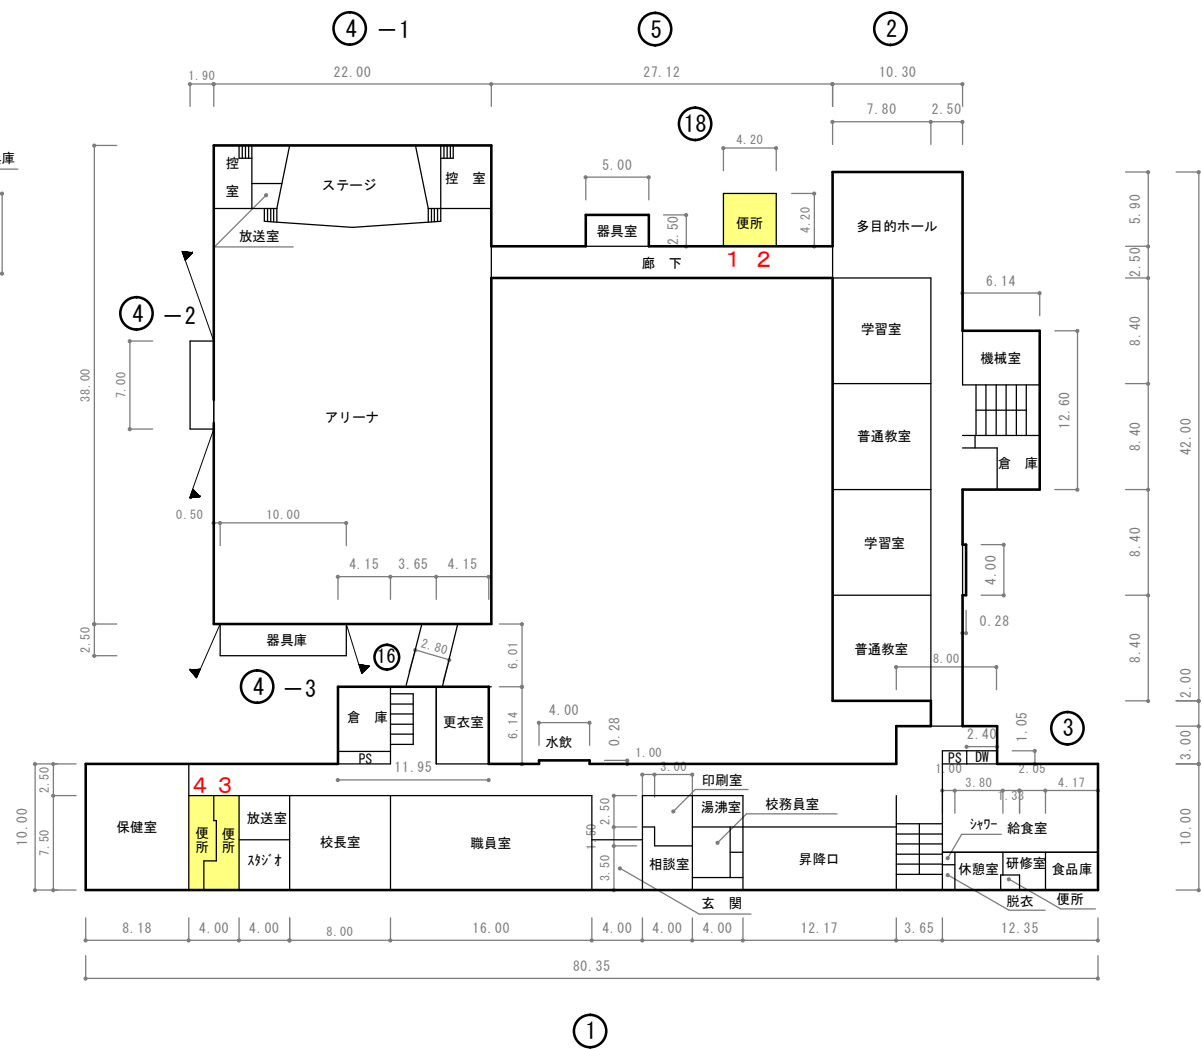 ④－1
⑤
②
1.90
22.00
27.12
10.30
7.80
2.50
⑱
4.20
5.00
庫
控
室
ステージ
控 室
放送室
器具室
2.50
便所
4.20
多目的ホール
5.90
廊 下
1 2
2.50
6.14
④－2
7.00
38.00
アリーナ
学習室
機械室
8.40
12.60
普通教室
倉 庫
8.40
42.00
0.50
10.00
学習室
4.00
8.40
4.15
3.65
4.15
0.28
2.50
器具庫
⑯
2.80
6.01
普通教室
8.00
8.40
④－3
倉 庫
更衣室
PS
11.95
6.14
4.00
水飲
0.28
1.00
2.00
③
2.40
1.05
3.00
PS
DW
1.00
2.05
10.00
2.50
7.50
保健室
4 3
便所
便所
放送室
スタジオ
校長室
職員室
3.00
印刷室
湯沸室
校務員室
2.50
1.50
3.50
相談室
昇降口
玄 関
3.80
1.33
4.17
シャワー
給食室
休憩室
研修室
食品庫
脱衣
便所
10.00
8.18
4.00
4.00
8.00
16.00
4.00
4.00
4.00
12.17
3.65
12.35
80.35
①